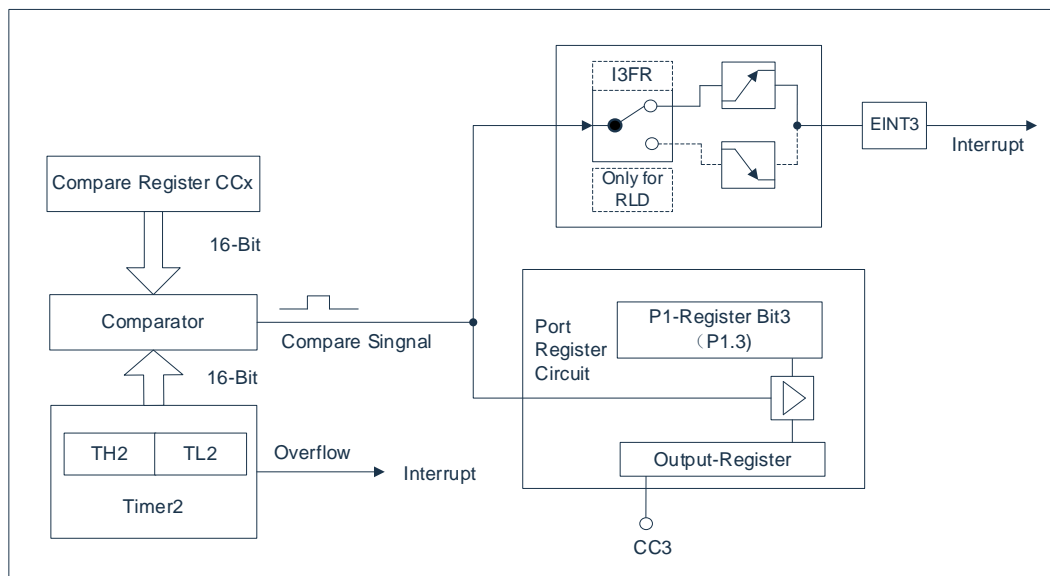 I3FR
Only for
RLD
EINT3
Interrupt
Compare Register CCx
16-Bit
Comparator
Compare Singnal
16-Bit
TH2
TL2
Timer2
Overflow
Interrupt
Port
Register
Circuit
P1-Register Bit3
（P1.3)
Output-Register
CC3